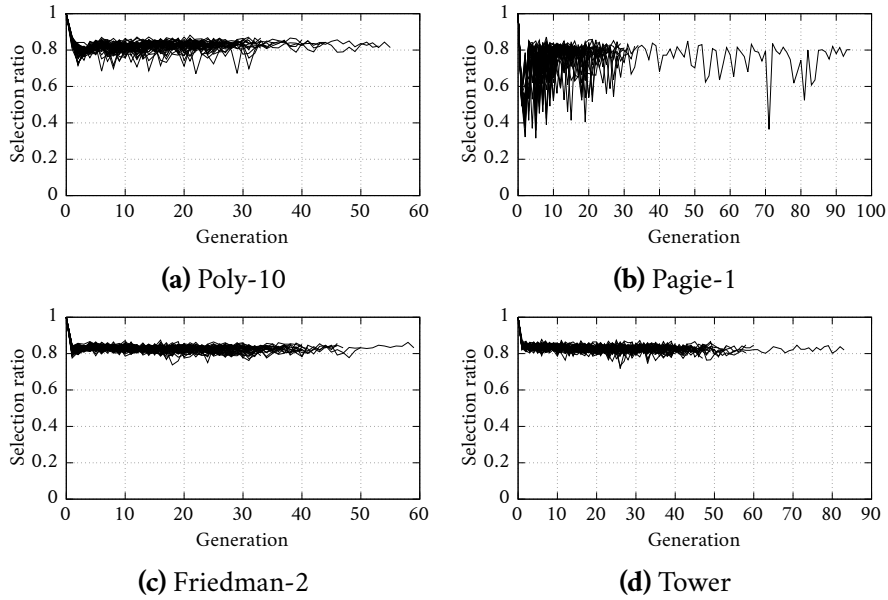 1
0.8
0.6
0.4
0.2
0
Selection ratio
0 10 20 30 40 50 60
Generation
(a) Poly-10
1
0.8
0.6
0.4
0.2
0
Selection ratio
0 10 20 30 40 50 60 70 80 90 100
Generation
(b) Pagie-1
1
0.8
0.6
0.4
0.2
0
Selection ratio
0 10 20 30 40 50 60
Generation
(c) Friedman-2
1
0.8
0.6
0.4
0.2
0
Selection ratio
0 10 20 30 40 50 60 70 80 90
Generation
(d) Tower